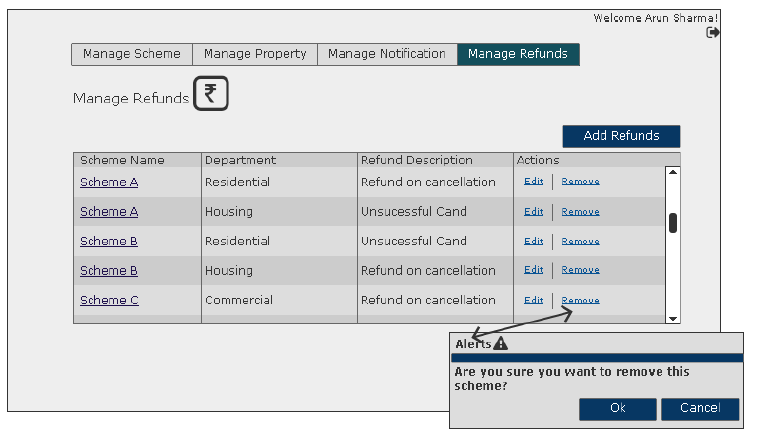 Welcome Arun Sharma!
Manage Scheme Manage Property Manage Notification Manage Refunds
Manage Refunds ₹
Add Refunds
Scheme Name Department Refund Description Actions
Scheme A Residential Refund on cancellation Edit Remove
Scheme A Housing Unsucessful Cand Edit Remove
Scheme B Residential Unsucessful Cand Edit Remove
Scheme B Housing Refund on cancellation Edit Remove
Scheme C Commercial Refund on cancellation Edit Remove
Alerts
Are you sure you want to remove this
scheme?
Ok Cancel